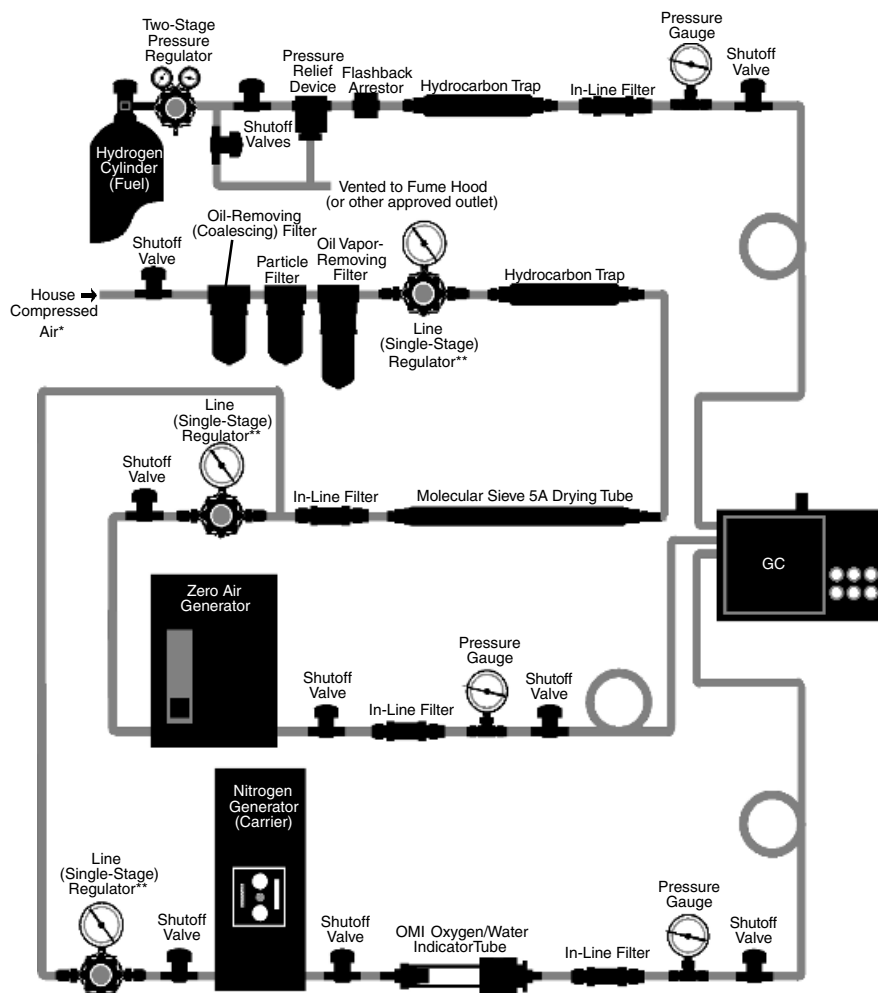 Two-Stage
Pressure
Regulator
Pressure
Relief
Device
Flashback
Arrestor
Hydrocarbon Trap
In-Line Filter
Pressure
Gauge
Shutoff
Valve
Hydrogen
Cylinder
(Fuel)
Shutoff
Valves
Vented to Fume Hood
(or other approved outlet)
Shutoff
Valve
Oil-Removing
(Coalescing) Filter
Particle
Filter
Oil Vapor-
Removing
Filter
Hydrocarbon Trap
House
Compressed
Air*
Line
(Single-Stage)
Regulator**
Line
(Single-Stage)
Regulator**
Shutoff
Valve
In-Line Filter
Molecular Sieve 5A Drying Tube
GC
Zero Air
Generator
Shutoff
Valve
In-Line Filter
Pressure
Gauge
Shutoff
Valve
Nitrogen
Generator
(Carrier)
Line
(Single-Stage)
Regulator**
Shutoff
Valve
Shutoff
Valve
OMI Oxygen/Water
IndicatorTube
In-Line Filter
Pressure
Gauge
Shutoff
Valve